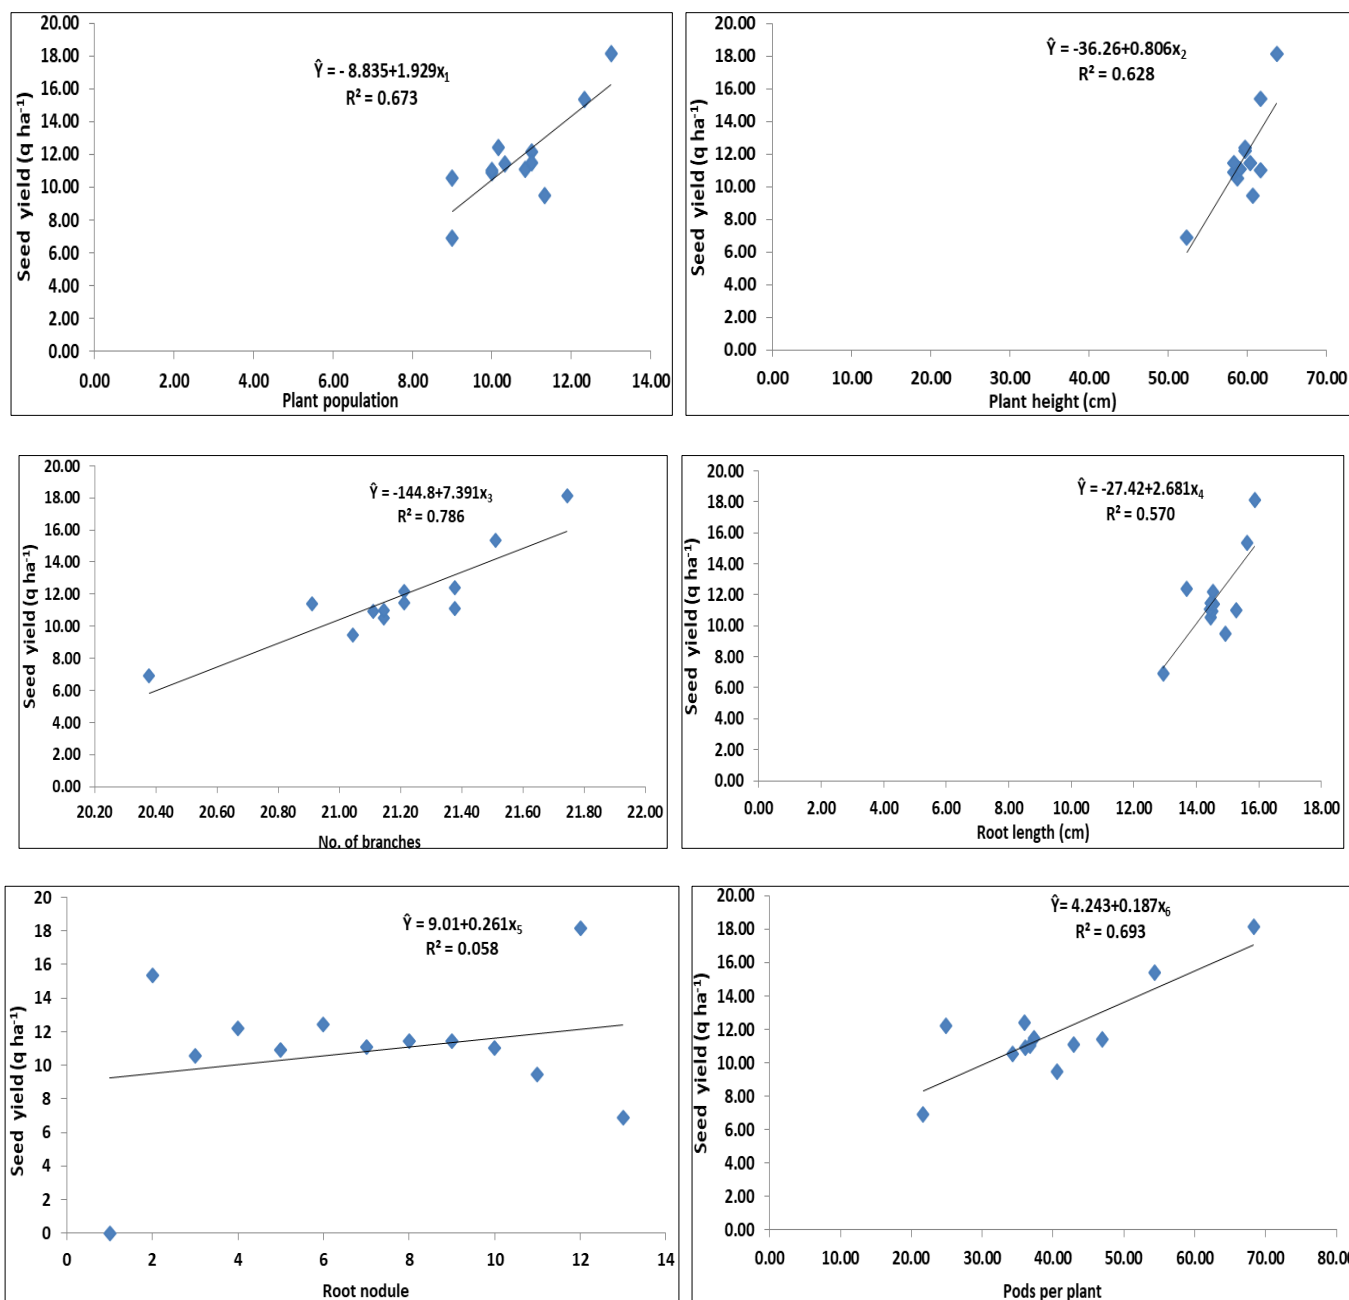 20.00
18.00
16.00
14.00
12.00
10.00
8.00
6.00
4.00
2.00
0.00
Seed yield (q ha⁻¹)
Ŷ = - 8.835+1.929x₁
R² = 0.673
0.00 2.00 4.00 6.00 8.00 10.00 12.00 14.00
Plant population
20.00
18.00
16.00
14.00
12.00
10.00
8.00
6.00
4.00
2.00
0.00
Seed yield (q ha⁻¹)
Ŷ = -36.26+0.806x₂
R² = 0.628
0.00 10.00 20.00 30.00 40.00 50.00 60.00 70.00
Plant height (cm)
20.00
18.00
16.00
14.00
12.00
10.00
8.00
6.00
4.00
2.00
0.00
Seed yield (q ha⁻¹)
Ŷ = -144.8+7.391x₃
R² = 0.786
20.20 20.40 20.60 20.80 21.00 21.20 21.40 21.60 21.80 22.00
No. of branches
20.00
18.00
16.00
14.00
12.00
10.00
8.00
6.00
4.00
2.00
0.00
Seed yield (q ha⁻¹)
Ŷ = -27.42+2.681x₄
R² = 0.570
0.00 2.00 4.00 6.00 8.00 10.00 12.00 14.00 16.00 18.00
Root length (cm)
20
18
16
14
12
10
8
6
4
2
0
Seed yield (q ha⁻¹)
Ŷ = 9.01+0.261x₅
R² = 0.058
0 2 4 6 8 10 12 14
Root nodule
20.00
18.00
16.00
14.00
12.00
10.00
8.00
6.00
4.00
2.00
0.00
Seed yield (q ha⁻¹)
Ŷ= 4.243+0.187x₆
R² = 0.693
0.00 10.00 20.00 30.00 40.00 50.00 60.00 70.00 80.00
Pods per plant